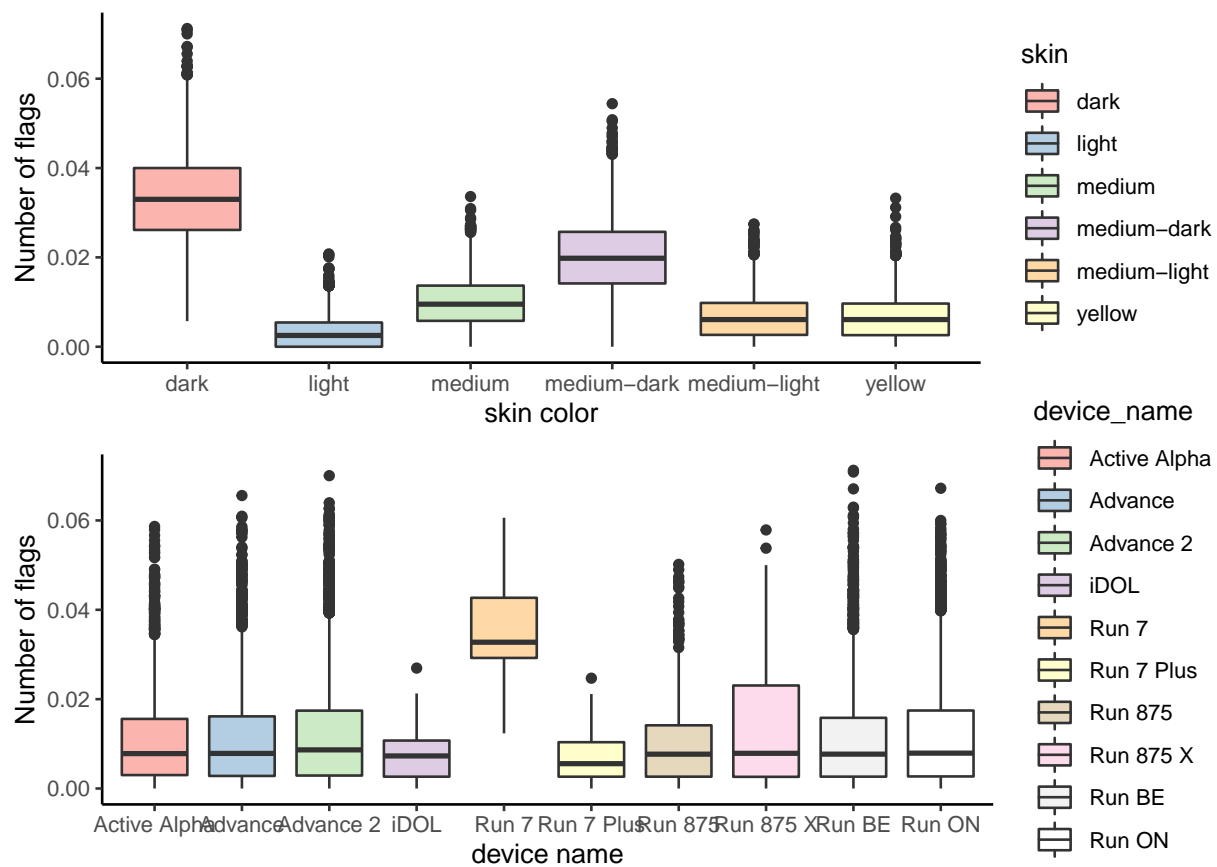 Number of flags
0.06
0.04
0.02
0.00
dark light medium medium−dark medium−light yellow
skin color
skin
dark
light
medium
medium−dark
medium−light
yellow
Number of flags
0.06
0.04
0.02
0.00
Active Alpha Advance Advance 2 iDOL Run 7 Run 7 Plus Run 875 Run 875 X Run BE Run ON
device name
device_name
Active Alpha
Advance
Advance 2
iDOL
Run 7
Run 7 Plus
Run 875
Run 875 X
Run BE
Run ON